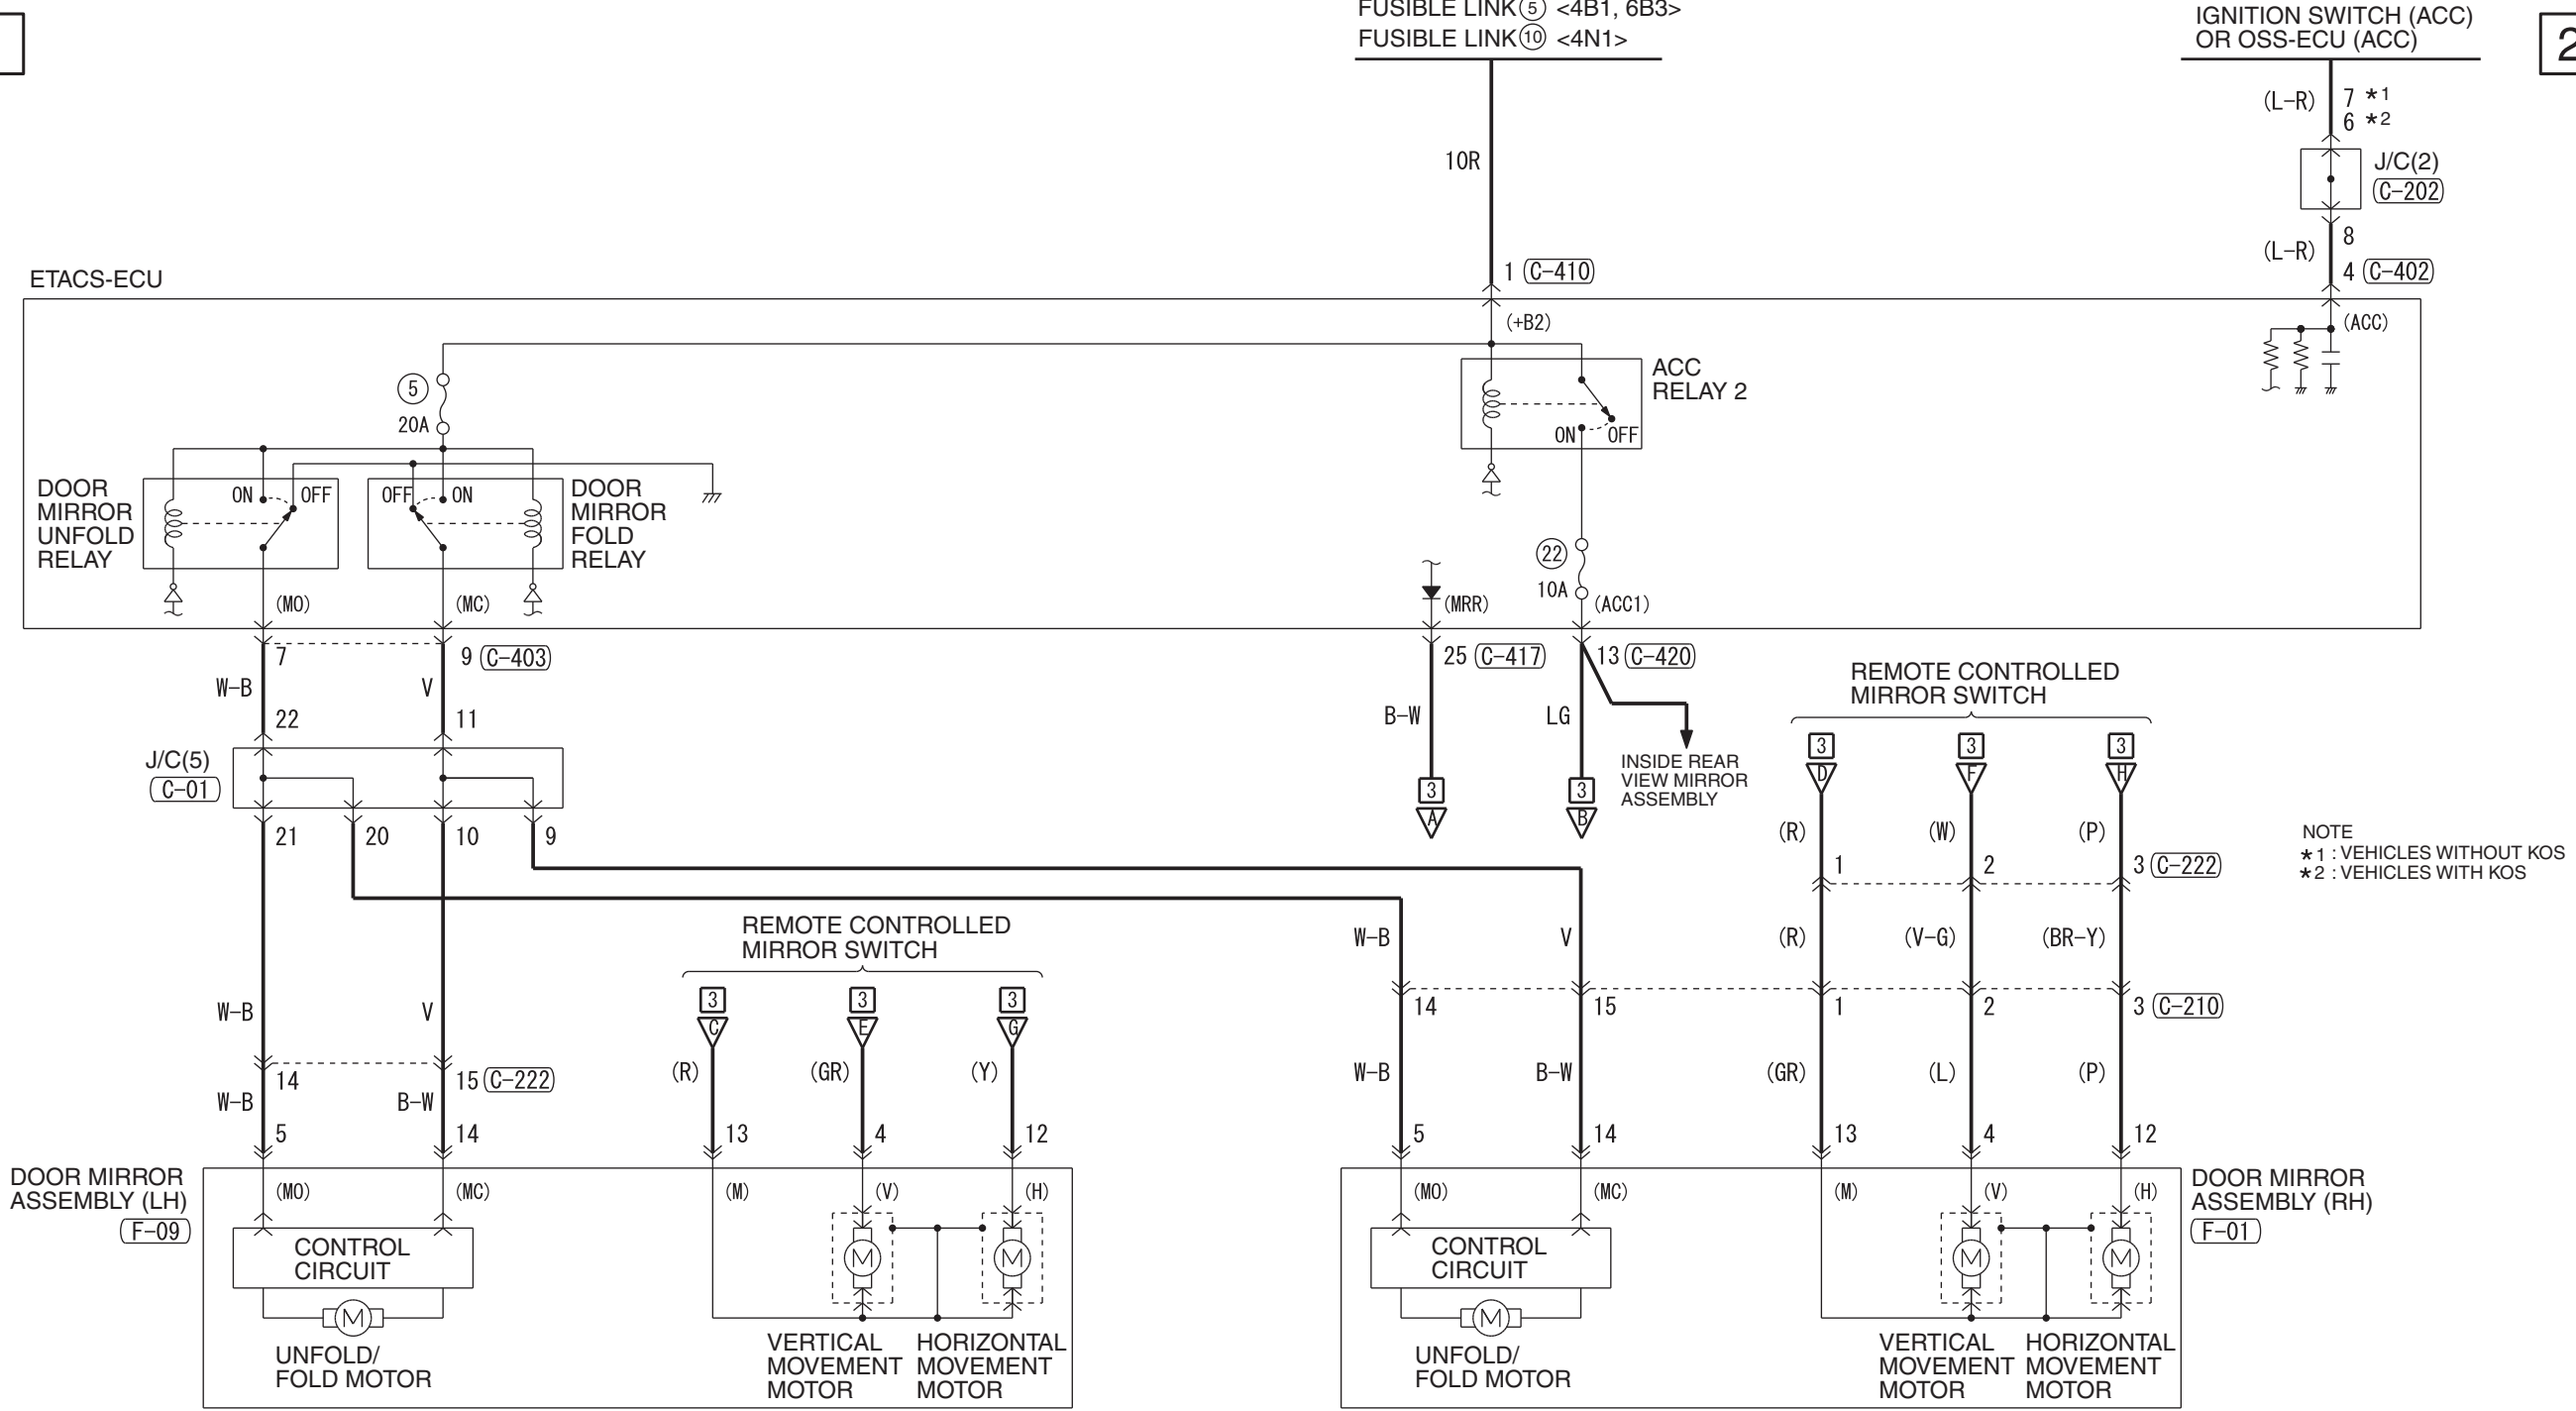 FUSIBLE LINK ⑤ <4B1, 6B3>
FUSIBLE LINK ⑩ <4N1>
IGNITION SWITCH (ACC)
OR OSS-ECU (ACC)
(L-R) 7 *1
6 *2
J/C(2)
C-202
8
(L-R)
4 C-402
10R
1 C-410
ETACS-ECU
(+B2)
(ACC)
ACC
RELAY 2
ON OFF
5
20A
DOOR
MIRROR
UNFOLD
RELAY
ON OFF
OFF ON
DOOR
MIRROR
FOLD
RELAY
22
10A
(MO)
(MC)
(MRR)
(ACC1)
7
9 C-403
25 C-417
13 C-420
W-B
V
22
11
B-W
LG
INSIDE REAR
VIEW MIRROR
ASSEMBLY
3
A
3
B
J/C(5)
C-01
21
20
10
9
REMOTE CONTROLLED
MIRROR SWITCH
3
D
3
F
3
H
(R)
(W)
(P)
1
2
3 C-222
NOTE
*1 : VEHICLES WITHOUT KOS
*2 : VEHICLES WITH KOS
W-B
V
(R)
(V-G)
(BR-Y)
14
15
1
2
3 C-210
W-B
B-W
(GR)
(L)
(P)
REMOTE CONTROLLED
MIRROR SWITCH
3
C
3
E
3
G
W-B
V
(R)
(GR)
(Y)
14
15 C-222
W-B
B-W
5
14
13
4
12
5
14
13
4
12
DOOR MIRROR
ASSEMBLY (LH)
F-09
(MO)
(MC)
(M)
(V)
(H)
CONTROL
CIRCUIT
M
M
M
UNFOLD/
FOLD MOTOR
VERTICAL
MOVEMENT
MOTOR
HORIZONTAL
MOVEMENT
MOTOR
(MO)
(MC)
(M)
(V)
(H)
CONTROL
CIRCUIT
M
M
M
UNFOLD/
FOLD MOTOR
VERTICAL
MOVEMENT
MOTOR
HORIZONTAL
MOVEMENT
MOTOR
DOOR MIRROR
ASSEMBLY (RH)
F-01
2